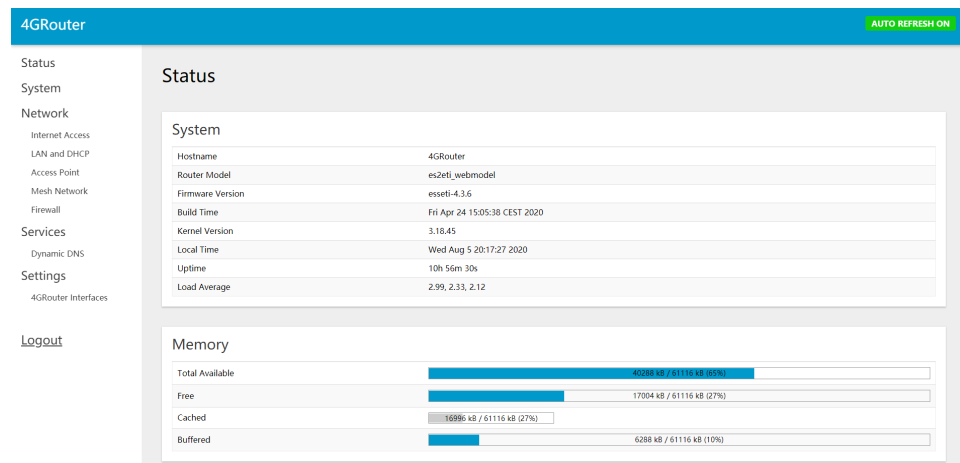 4GRouter
AUTO REFRESH ON
Status
System
Network
Internet Access
LAN and DHCP
Access Point
Mesh Network
Firewall
Services
Dynamic DNS
Settings
4GRouter Interfaces
Logout
Status
System
Hostname 4GRouter
Router Model es2eti_webmodel
Firmware Version esseti-4.3.6
Build Time Fri Apr 24 15:05:38 CEST 2020
Kernel Version 3.18.45
Local Time Wed Aug 5 20:17:27 2020
Uptime 10h 56m 30s
Load Average 2.99, 2.33, 2.12
Memory
Total Available 40288 kB / 61116 kB (65%)
Free 17004 kB / 61116 kB (27%)
Cached 16996 kB / 61116 kB (27%)
Buffered 6288 kB / 61116 kB (10%)